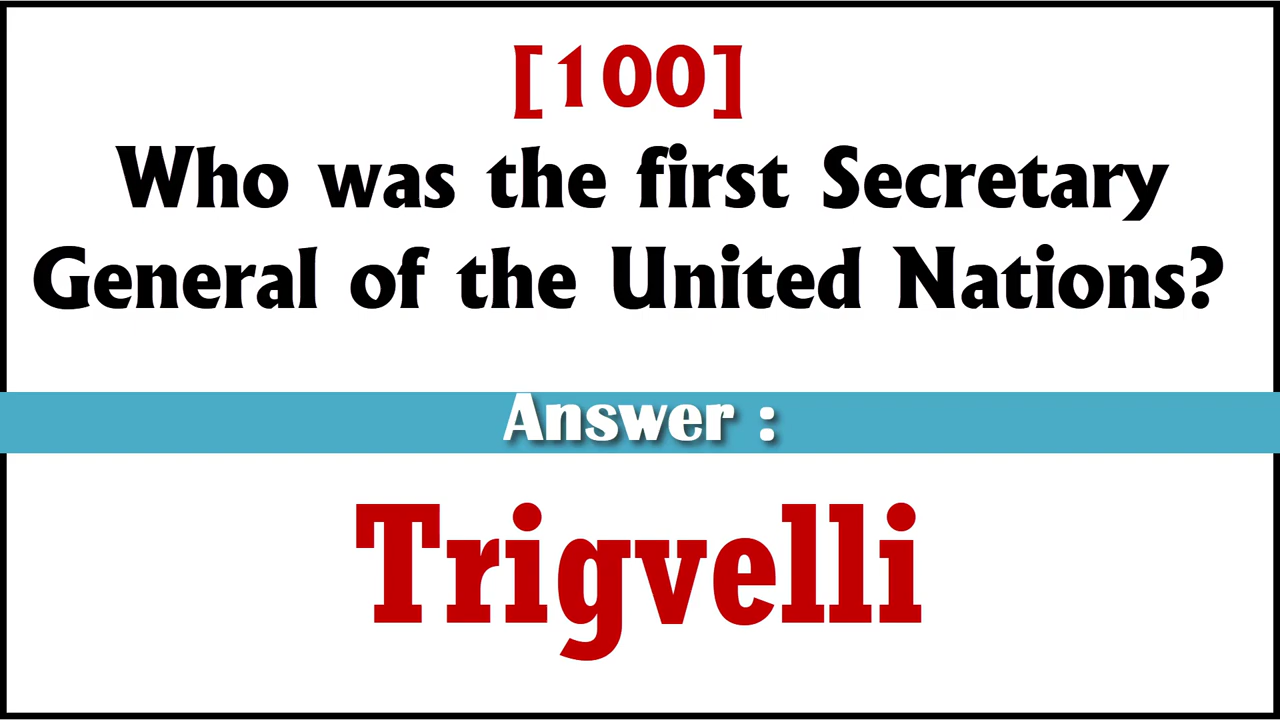 [100]
Who was the first Secretary
General of the United Nations?
Answer :
Trigvelli